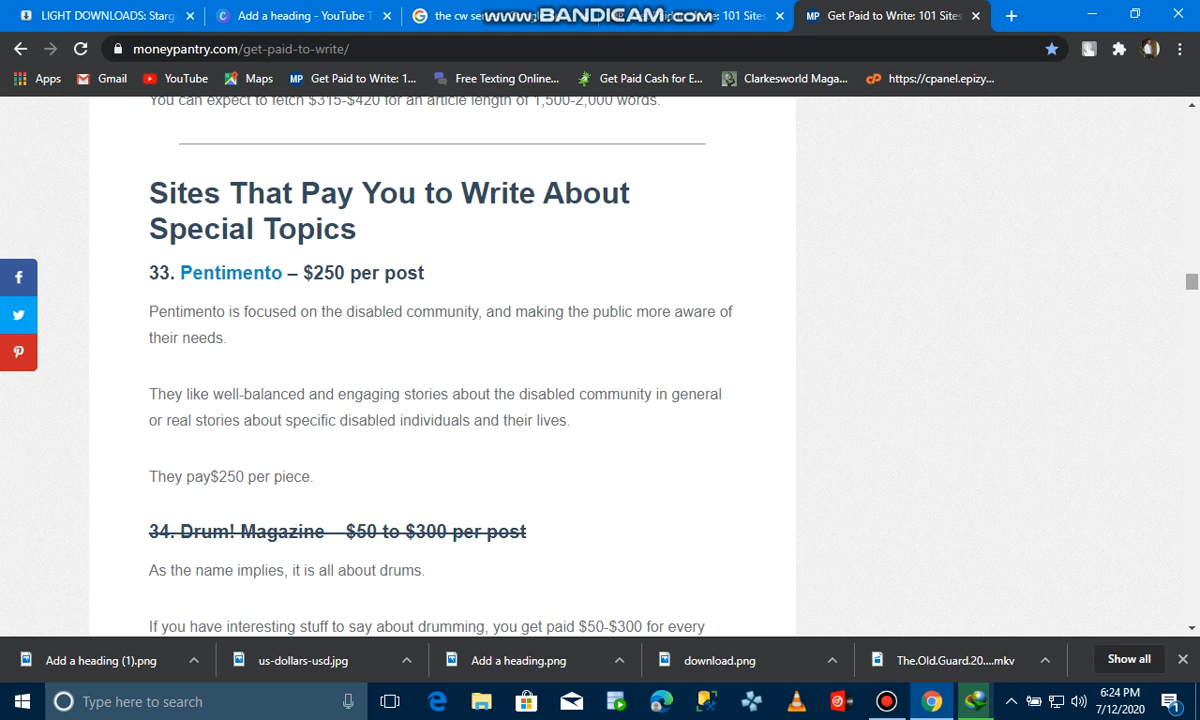 LIGHT DOWNLOADS: Starg
Add a heading - YouTube T
the cw se
www.BANDICAM.com
: 101 Sites
MP Get Paid to Write: 101 Sites
moneypantry.com/get-paid-to-write/
Apps
Gmail
YouTube
Maps
MP Get Paid to Write: 1...
Free Texting Online...
Get Paid Cash for E...
Clarkesworld Maga...
cP https://cpanel.epizy...
You can expect to fetch $315-$420 for an article length of 1,500-2,000 words.
Sites That Pay You to Write About
Special Topics
33. Pentimento – $250 per post
Pentimento is focused on the disabled community, and making the public more aware of
their needs.
They like well-balanced and engaging stories about the disabled community in general
or real stories about specific disabled individuals and their lives.
They pay$250 per piece.
34. Drum! Magazine – $50 to $300 per post
As the name implies, it is all about drums.
If you have interesting stuff to say about drumming, you get paid $50-$300 for every
Add a heading (1).png
us-dollars-usd.jpg
Add a heading.png
download.png
The.Old.Guard.20....mkv
Show all
Type here to search
6:24 PM
7/12/2020
1